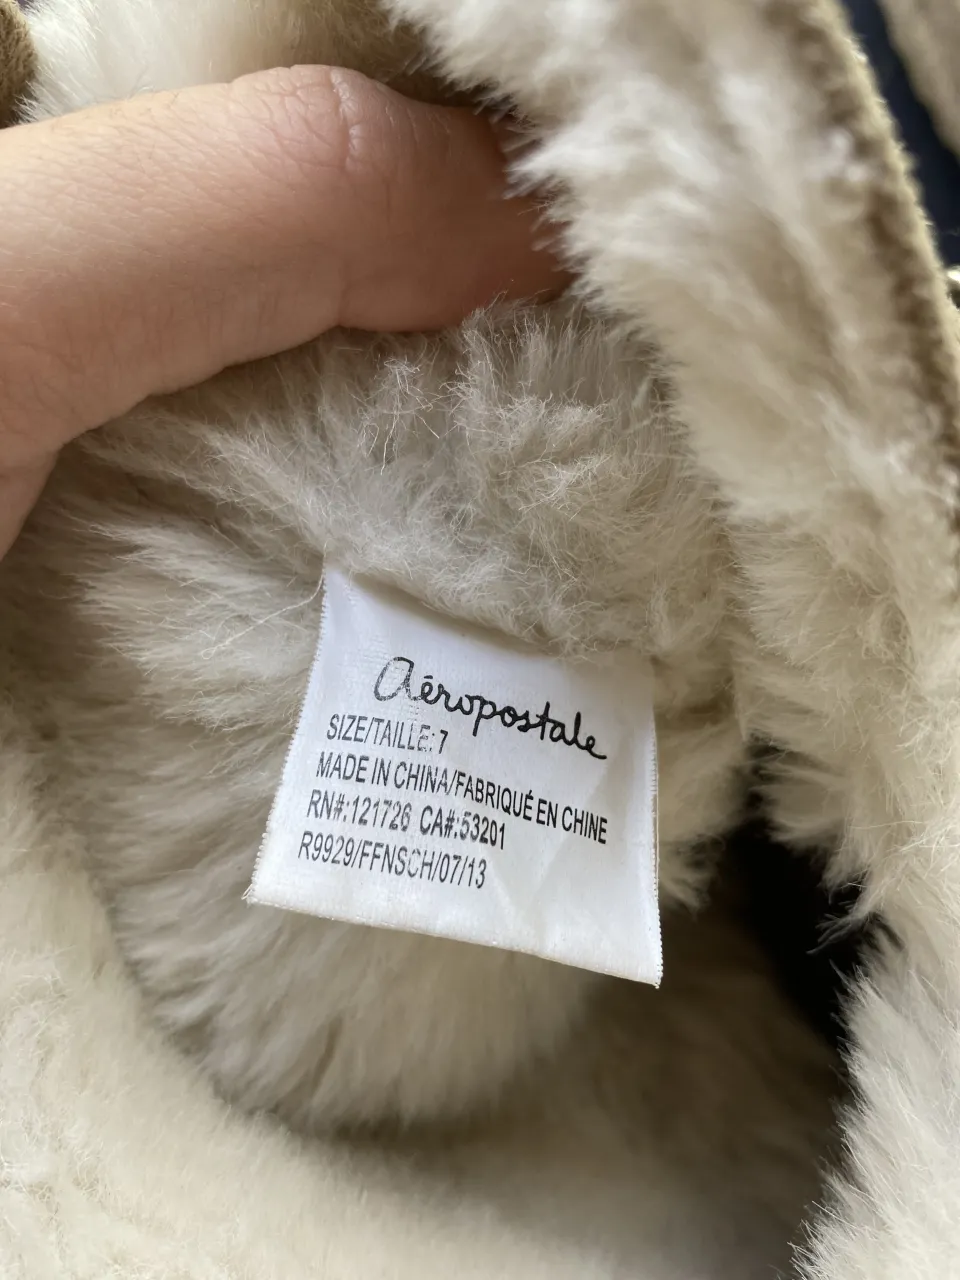 Aéropostale
SIZE/TAILLE:7
MADE IN CHINA/FABRIQUÉ EN CHINE
RN#:121726 CA#:53201
R9929/FFNSCH/07/13